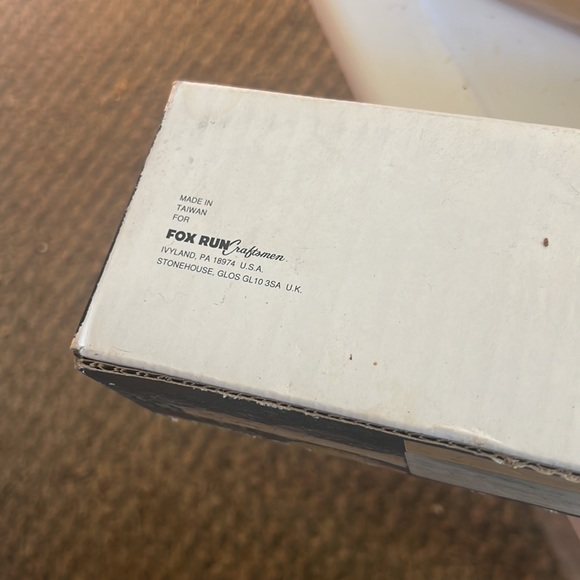 MADE IN
TAIWAN
FOR
FOX RUN Craftsmen.
IVYLAND, PA 18974 U.S.A.
STONEHOUSE, GLOS GL10 3SA U.K.